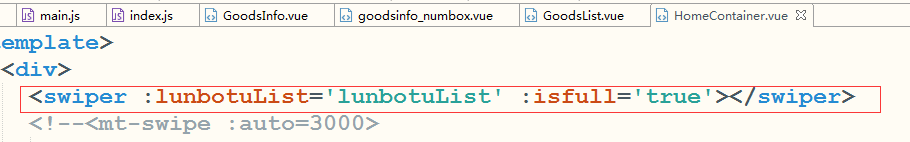 main.js index.js GoodsInfo.vue goodsinfo_numbox.vue GoodsList.vue HomeContainer.vue
template>
<div>
<swiper :lunbotuList='lunbotuList' :isfull='true'></swiper>
<!--<mt-swipe :auto=3000>